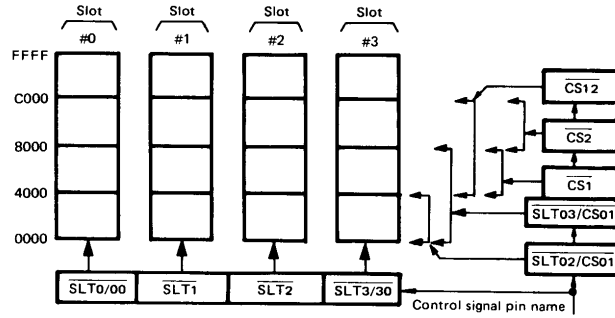 Slot Slot Slot Slot
#0 #1 #2 #3
FFFF
C000
8000
4000
0000
CS12
CS2
CS1
SLT03/CS01
SLT02/CS01
SLT0/00 SLT1 SLT2 SLT3/30
Control signal pin name